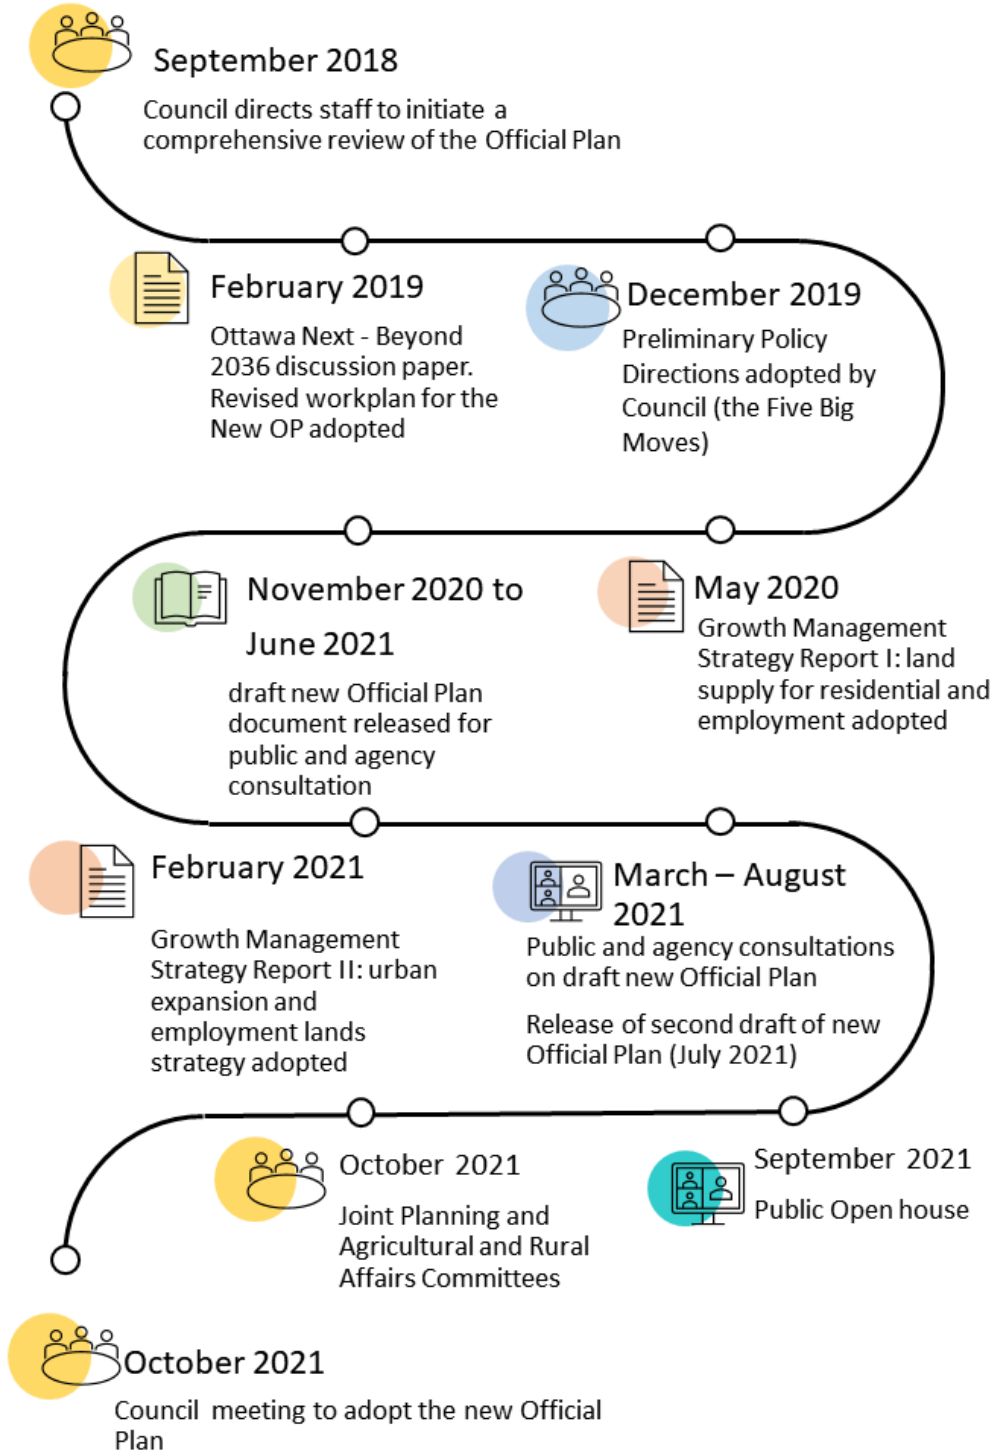 September 2018
Council directs staff to initiate a
comprehensive review of the Official Plan
February 2019
Ottawa Next - Beyond
2036 discussion paper.
Revised workplan for the
New OP adopted
December 2019
Preliminary Policy
Directions adopted by
Council (the Five Big
Moves)
May 2020
Growth Management
Strategy Report I: land
supply for residential and
employment adopted
November 2020 to
June 2021
draft new Official Plan
document released for
public and agency
consultation
February 2021
Growth Management
Strategy Report II: urban
expansion and
employment lands
strategy adopted
March – August
2021
Public and agency consultations
on draft new Official Plan
Release of second draft of new
Official Plan (July 2021)
September 2021
Public Open house
October 2021
Joint Planning and
Agricultural and Rural
Affairs Committees
October 2021
Council meeting to adopt the new Official
Plan